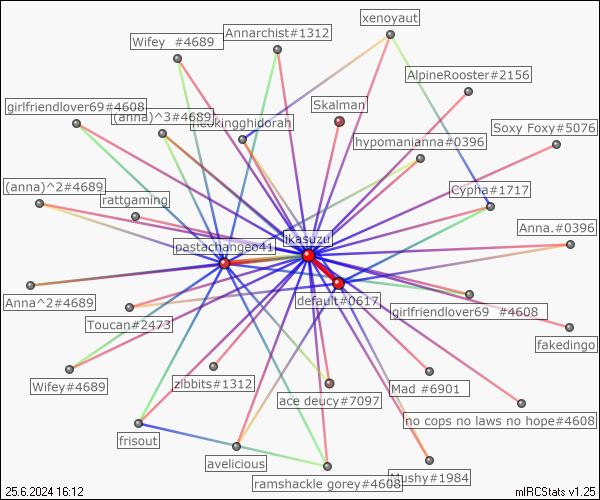 xenoyaut
Annarchist#1312
Wifey  #4689
AlpineRooster#2156
girlfriendlover69#4608
Skalman
(anna)^3#4689
neckingghidorah
Soxy Foxy#5076
hypomanianna#0396
(anna)^2#4689
Cypha#1717
rattgaming
Anna.#0396
likasuzu
pastachangeo41
default#0617
Anna^2#4689
girlfriendlover69  #4608
Toucan#2473
fakedingo
Wifey#4689
zibbits#1312
Mad #6901
ace deucy#7097
no cops no laws no hope#4608
frisout
avelicious
Mushy#1984
ramshackle gorey#4608
25.6.2024 16:12
mIRCStats v1.25